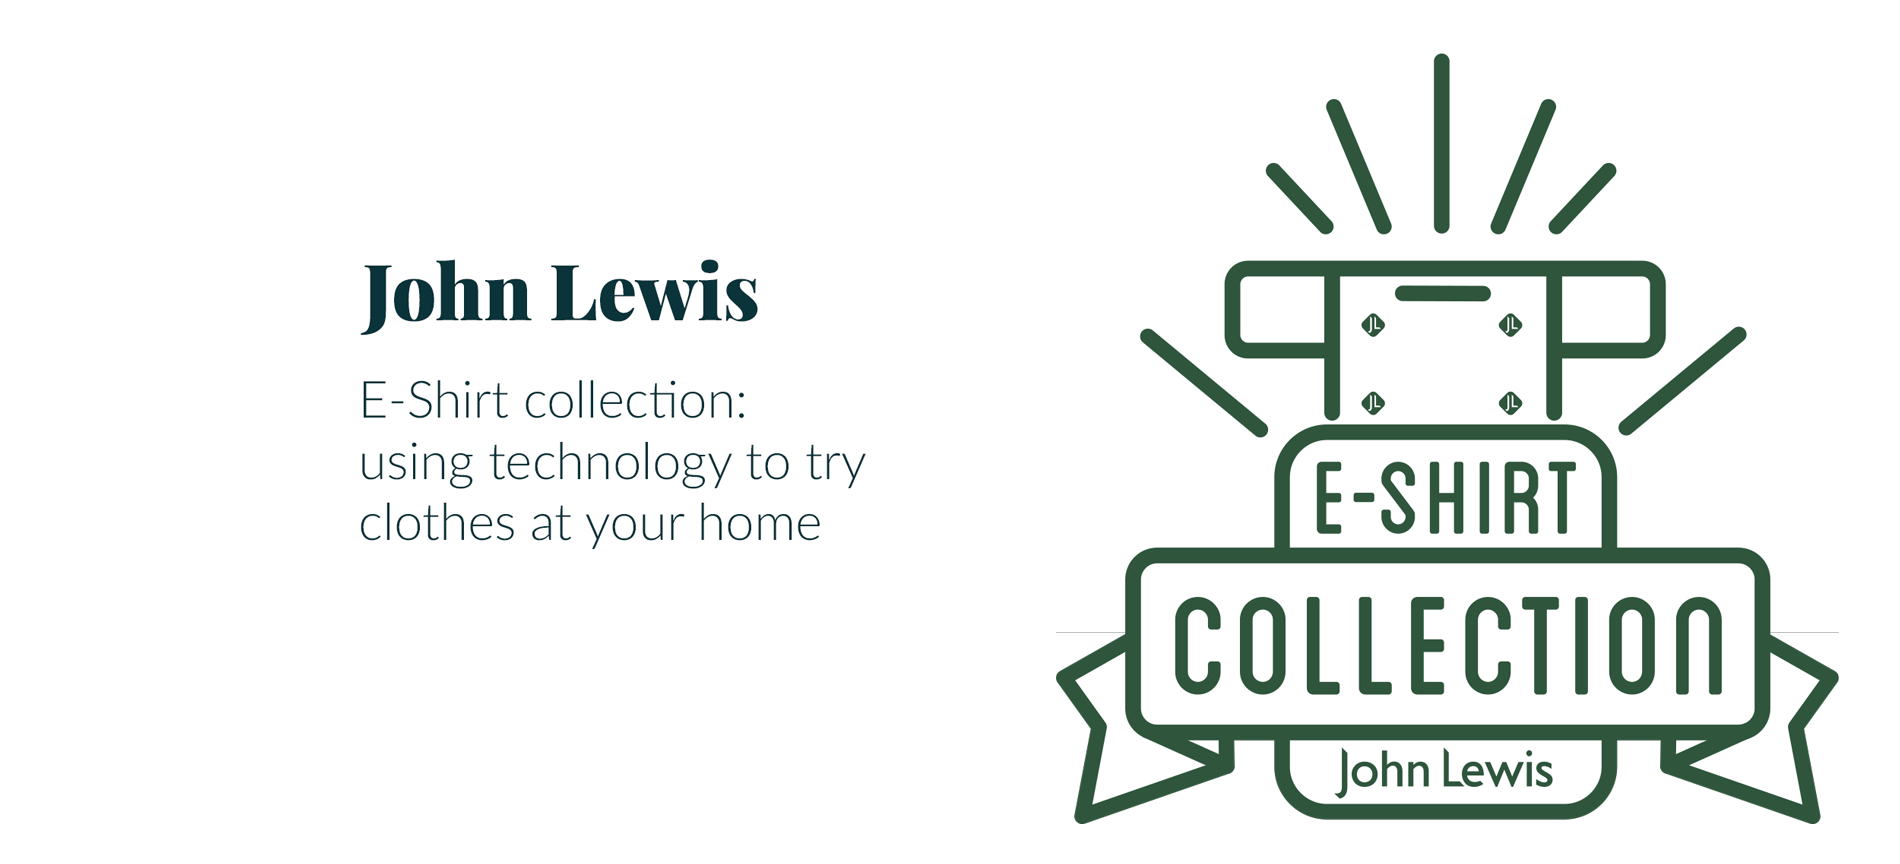 John Lewis
E-Shirt collection:
using technology to try
clothes at your home
JL JL
JL JL
E-SHIRT
COLLECTION
John Lewis